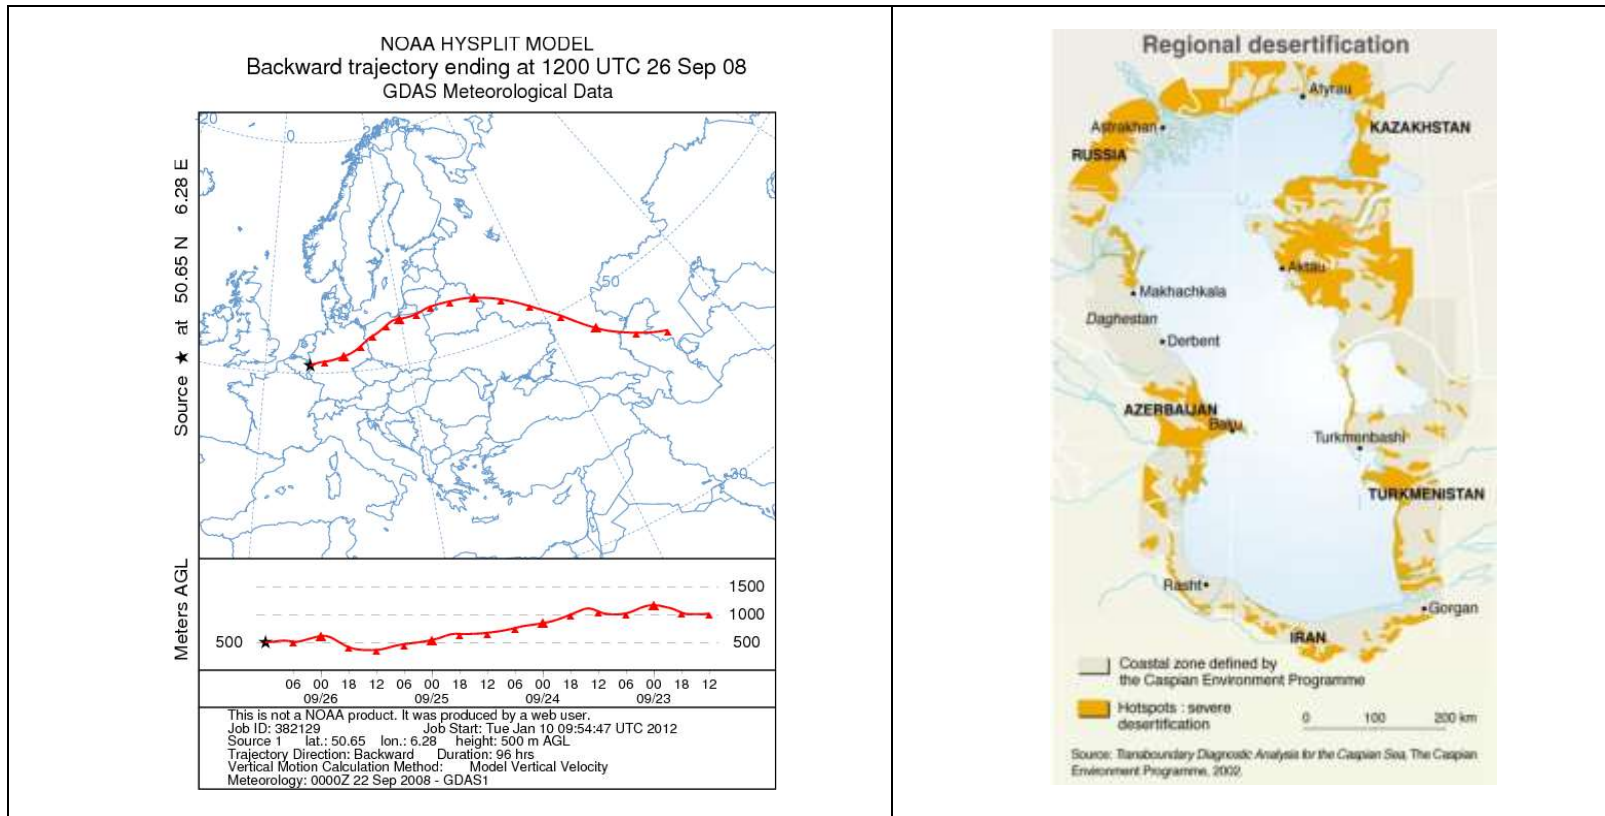 NOAA HYSPLIT MODEL
Backward trajectory ending at 1200 UTC 26 Sep 08
GDAS Meteorological Data
Source ★ at 50.65 N 6.28 E
20
0
50
30
Meters AGL
1500
1000
500
500
06 00 18 12 06 00 18 12 06 00 18 12 06 00 18 12
09/26 09/25 09/24 09/23
This is not a NOAA product. It was produced by a web user.
Job ID: 382129 Job Start: Tue Jan 10 09:54:47 UTC 2012
Source 1 lat.: 50.65 lon.: 6.28 height: 500 m AGL
Trajectory Direction: Backward Duration: 96 hrs
Vertical Motion Calculation Method: Model Vertical Velocity
Meteorology: 0000Z 22 Sep 2008 - GDAS1
Regional desertification
Atyrau
Astrakhan
KAZAKHSTAN
RUSSIA
Aktau
Makhachkala
Daghestan
Derbent
AZERBAIJAN
Baku
Turkmenbashi
TURKMENISTAN
Rasht
Gorgan
IRAN
Coastal zone defined by
the Caspian Environment Programme
Hotspots : severe
desertification
0 100 200 km
Source: Transboundary Diagnostic Analysis for the Caspian Sea, The Caspian
Environment Programme, 2002.